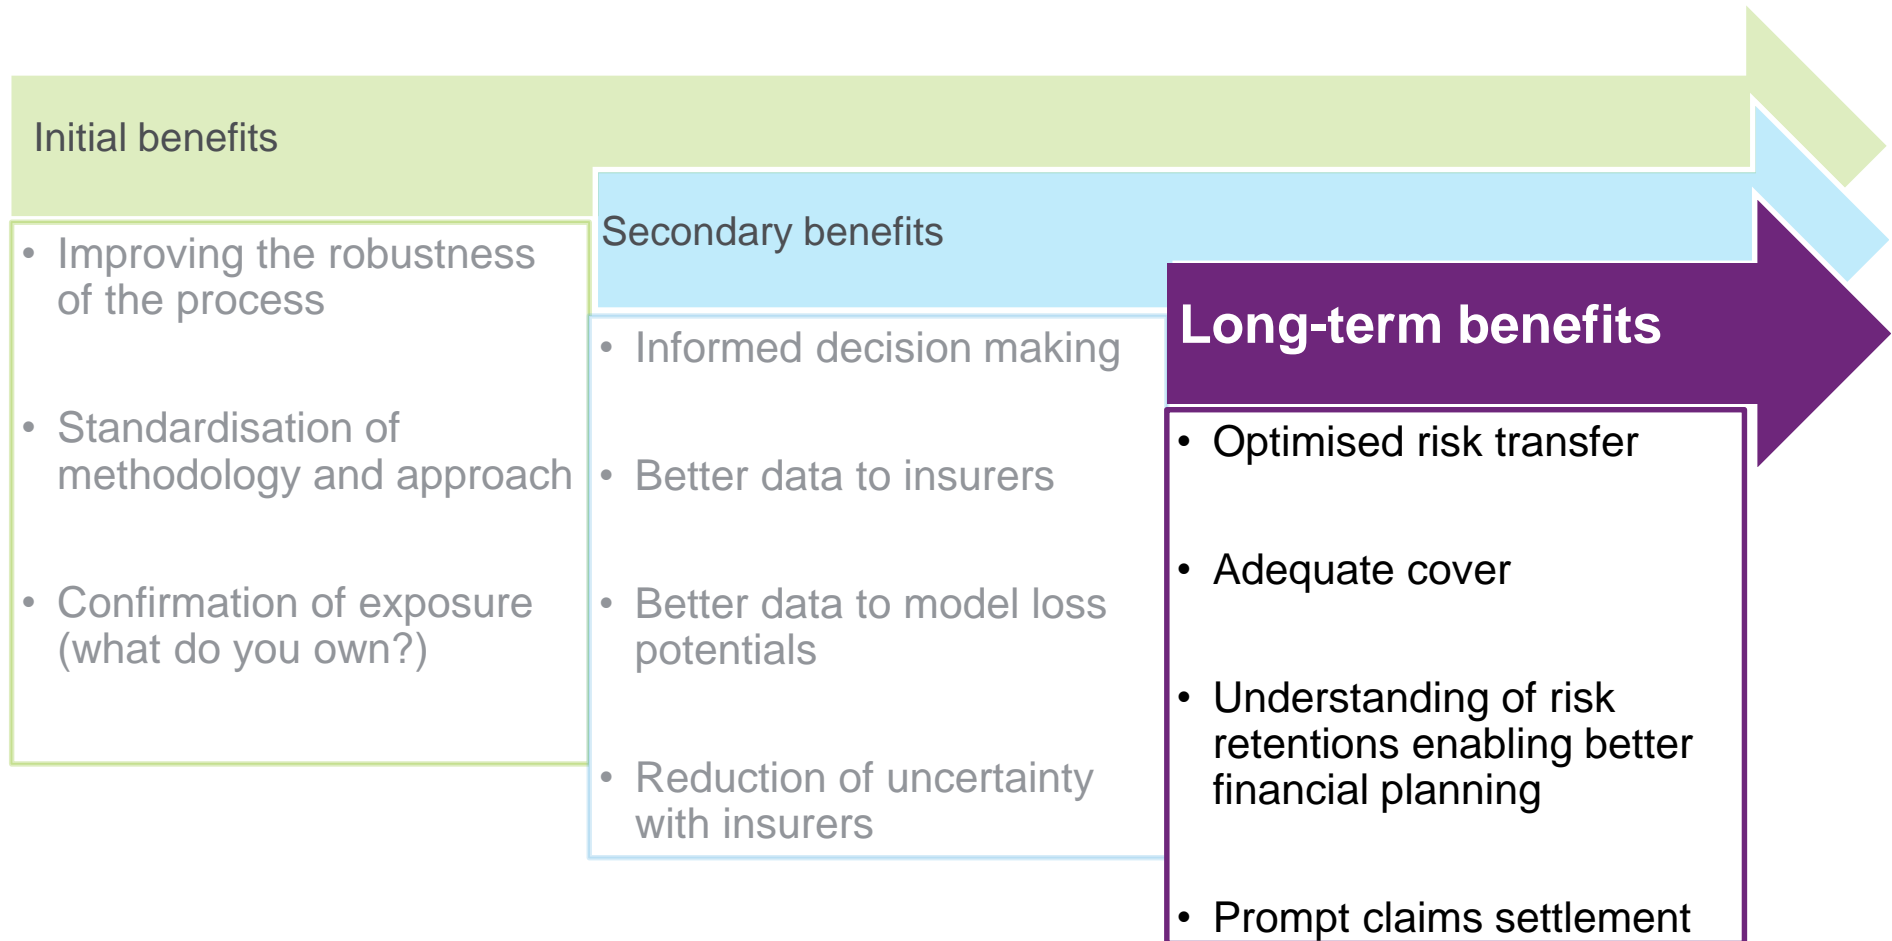 Initial benefits
• Improving the robustness
of the process
• Standardisation of
methodology and approach
• Confirmation of exposure
(what do you own?)
Secondary benefits
• Informed decision making
• Better data to insurers
• Better data to model loss
potentials
• Reduction of uncertainty
with insurers
Long-term benefits
• Optimised risk transfer
• Adequate cover
• Understanding of risk
retentions enabling better
financial planning
• Prompt claims settlement